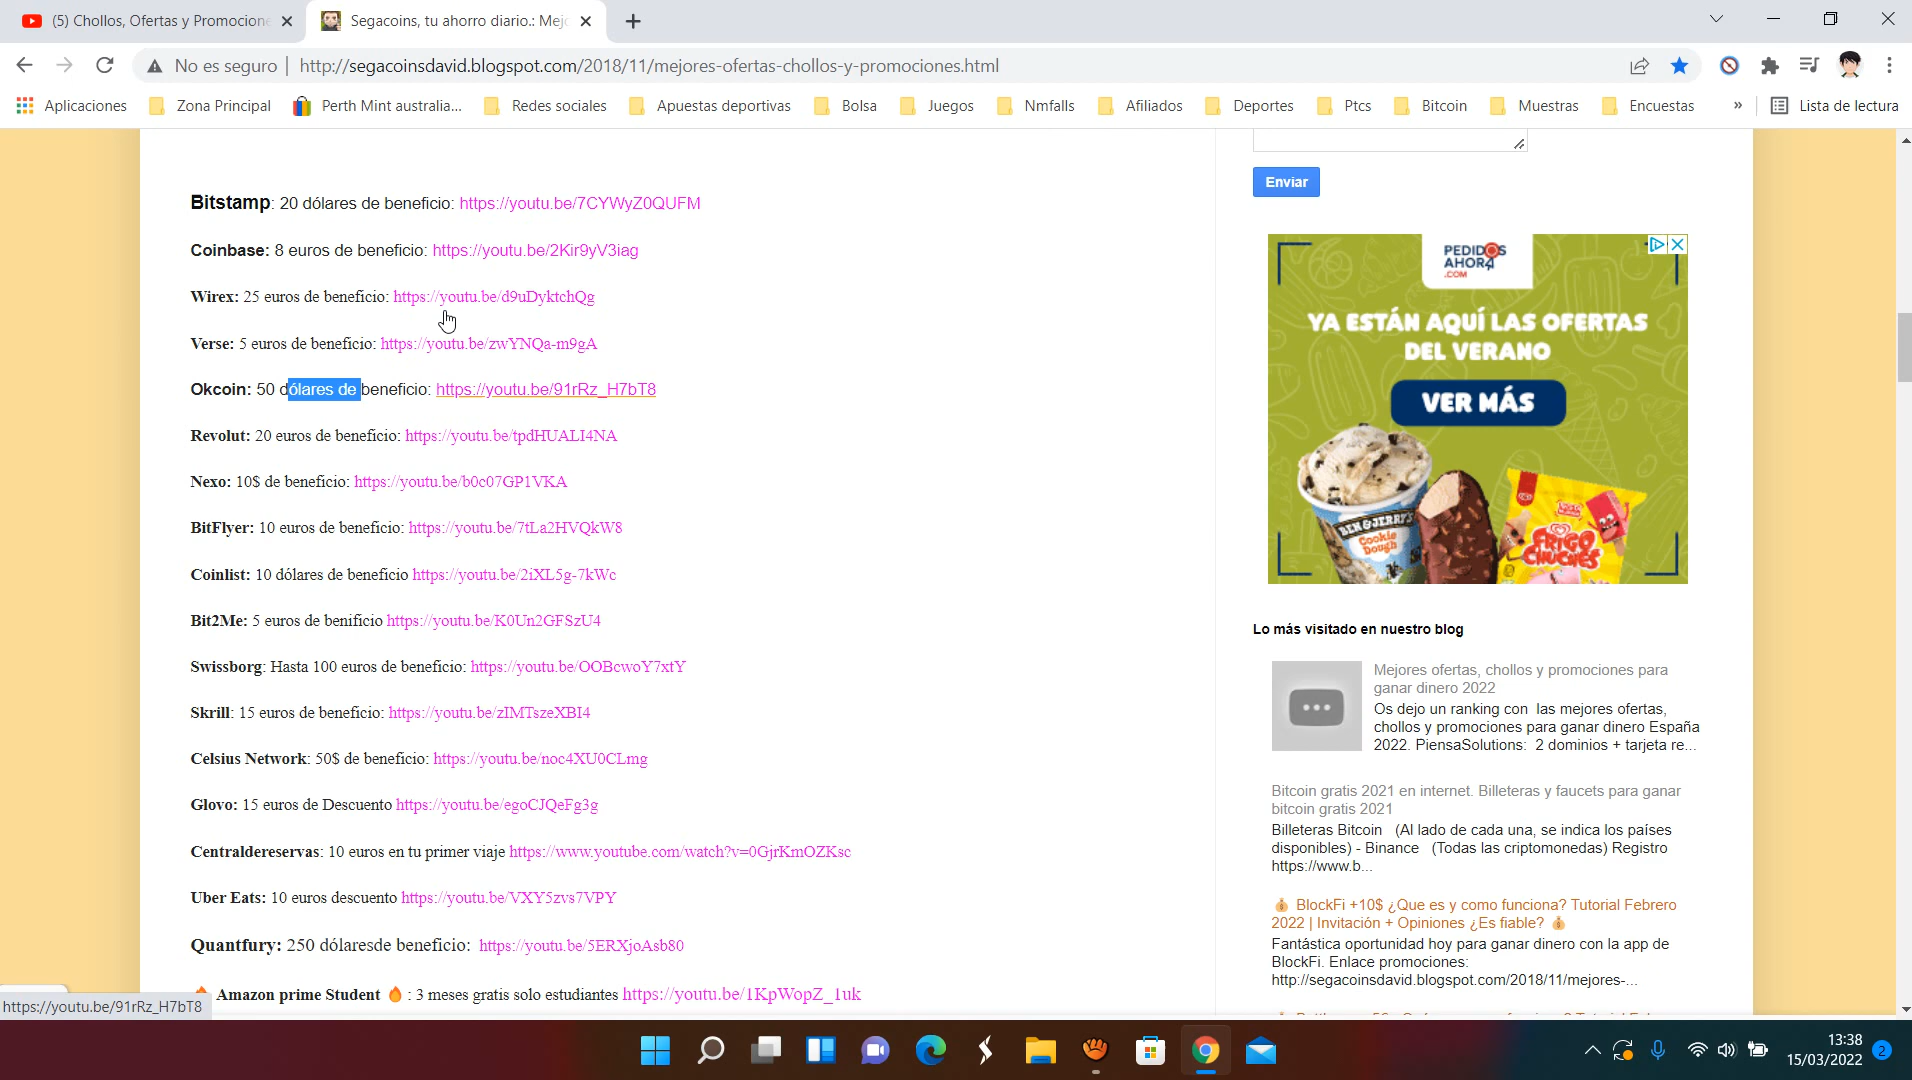 (5) Chollos, Ofertas y Promocione
Segacoins, tu ahorro diario.: Mej
No es seguro
http://segacoinsdavid.blogspot.com/2018/11/mejores-ofertas-chollos-y-promociones.html
Aplicaciones
Zona Principal
Perth Mint australia...
Redes sociales
Apuestas deportivas
Bolsa
Juegos
Nmfalls
Afiliados
Deportes
Ptcs
Bitcoin
Muestras
Encuestas
»
Lista de lectura
Bitstamp: 20 dólares de beneficio: https://youtu.be/7CYWyZ0QUFM
Coinbase: 8 euros de beneficio: https://youtu.be/2Kir9yV3iag
Wirex: 25 euros de beneficio: https://youtu.be/d9uDyktchQg
Verse: 5 euros de beneficio: https://youtu.be/zwYNQa-m9gA
Okcoin: 50 dólares de beneficio: https://youtu.be/91rRz_H7bT8
Revolut: 20 euros de beneficio: https://youtu.be/tpdHUALI4NA
Nexo: 10$ de beneficio: https://youtu.be/b0c07GP1VKA
BitFlyer: 10 euros de beneficio: https://youtu.be/7tLa2HVQkW8
Coinlist: 10 dólares de beneficio https://youtu.be/2iXL5g-7kWc
Bit2Me: 5 euros de benificio https://youtu.be/K0Un2GFSzU4
Swissborg: Hasta 100 euros de beneficio: https://youtu.be/OOBcwoY7xtY
Skrill: 15 euros de beneficio: https://youtu.be/zIMTszeXBI4
Celsius Network: 50$ de beneficio: https://youtu.be/noc4XU0CLmg
Glovo: 15 euros de Descuento https://youtu.be/egoCJQeFg3g
Centraldereservas: 10 euros en tu primer viaje https://www.youtube.com/watch?v=0GjrKmOZKsc
Uber Eats: 10 euros descuento https://youtu.be/VXY5zvs7VPY
Quantfury: 250 dólaresde beneficio: https://youtu.be/5ERXjoAsb80
🔥 Amazon prime Student 🔥 : 3 meses gratis solo estudiantes https://youtu.be/1KpWopZ_1uk
https://youtu.be/91rRz_H7bT8
Enviar
PEDIDOS
AHORA
.COM
YA ESTÁN AQUÍ LAS OFERTAS
DEL VERANO
VER MÁS
BEN & JERRY'S
Cookie
Dough
FRIGO
CHUCHES
Lo más visitado en nuestro blog
Mejores ofertas, chollos y promociones para
ganar dinero 2022
Os dejo un ranking con las mejores ofertas,
chollos y promociones para ganar dinero España
2022. PiensaSolutions: 2 dominios + tarjeta re...
Bitcoin gratis 2021 en internet. Billeteras y faucets para ganar
bitcoin gratis 2021
Billeteras Bitcoin (Al lado de cada una, se indica los países
disponibles) - Binance (Todas las criptomonedas) Registro
https://www.b...
💰 BlockFi +10$ ¿Que es y como funciona? Tutorial Febrero
2022 | Invitación + Opiniones ¿Es fiable? 💰
Fantástica oportunidad hoy para ganar dinero con la app de
BlockFi. Enlace promociones:
http://segacoinsdavid.blogspot.com/2018/11/mejores-...
13:38
15/03/2022
2